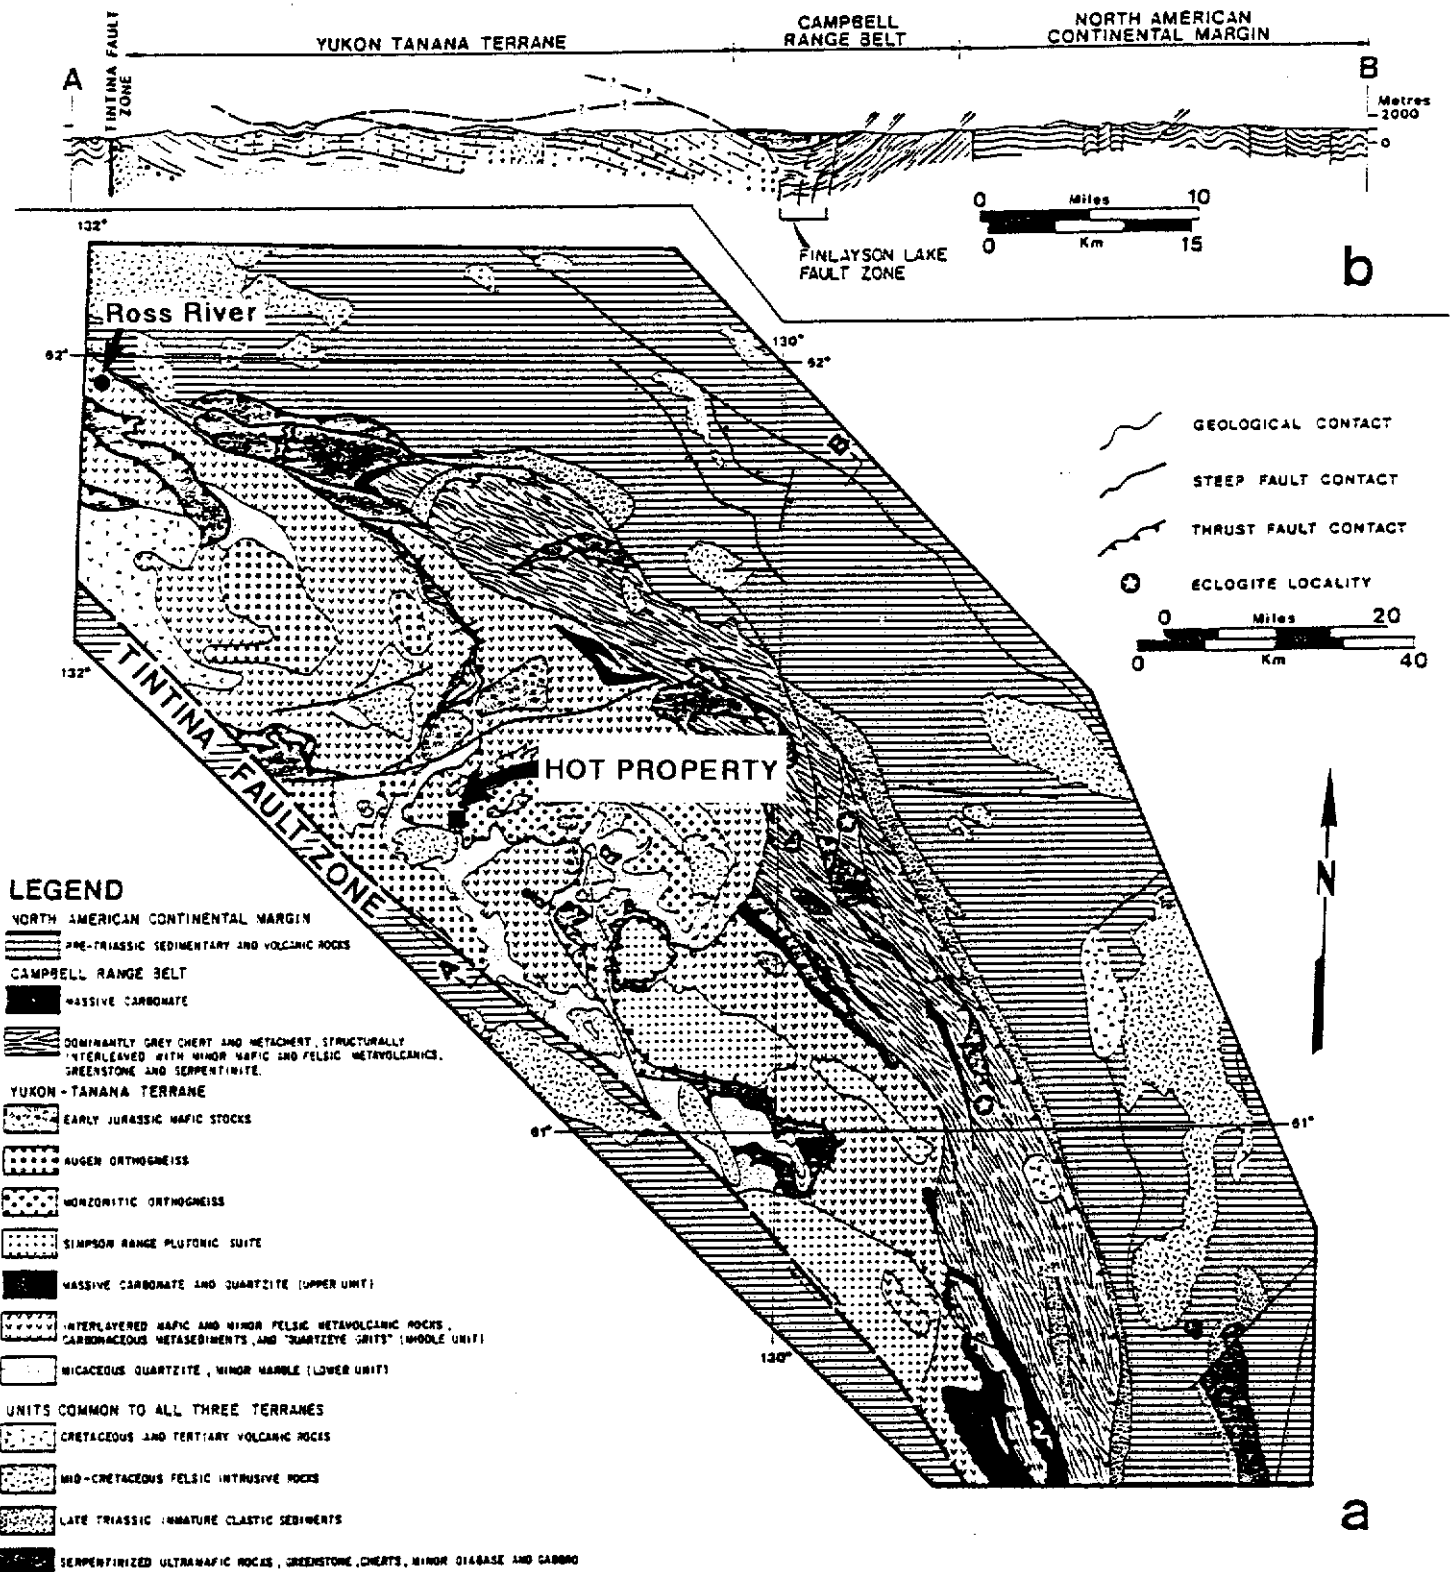 YUKON TANANA TERRANE
CAMPBELL
RANGE BELT
NORTH AMERICAN
CONTINENTAL MARGIN
A
TINTINA FAULT
ZONE
B
Metres
2000
0
FINLAYSON LAKE
FAULT ZONE
0 Miles 10
0 Km 15
b
132°
Ross River
62°
130°
62°
B
GEOLOGICAL CONTACT
STEEP FAULT CONTACT
THRUST FAULT CONTACT
ECLOGITE LOCALITY
0 Miles 20
0 Km 40
132°
TINTINA FAULT ZONE
HOT PROPERTY
A
N
61°
61°
130°
a
LEGEND
NORTH AMERICAN CONTINENTAL MARGIN
PRE-TRIASSIC SEDIMENTARY AND VOLCANIC ROCKS
CAMPBELL RANGE BELT
MASSIVE CARBONATE
DOMINANTLY GREY CHERT AND METACHERT, STRUCTURALLY
INTERLEAVED WITH MINOR MAFIC AND FELSIC METAVOLCANICS,
GREENSTONE AND SERPENTINITE.
YUKON-TANANA TERRANE
EARLY JURASSIC MAFIC STOCKS
AUGEN ORTHOGNEISS
MONZONITIC ORTHOGNEISS
SIMPSON RANGE PLUTONIC SUITE
MASSIVE CARBONATE AND QUARTZITE (UPPER UNIT)
INTERLAYERED MAFIC AND MINOR FELSIC METAVOLCANIC ROCKS,
CARBONACEOUS METASEDIMENTS, AND "QUARTZEYE GRITS" (MIDDLE UNIT)
MICACEOUS QUARTZITE, MINOR MARBLE (LOWER UNIT)
UNITS COMMON TO ALL THREE TERRANES
CRETACEOUS AND TERTIARY VOLCANIC ROCKS
MID-CRETACEOUS FELSIC INTRUSIVE ROCKS
LATE TRIASSIC IMMATURE CLASTIC SEDIMENTS
SERPENTINIZED ULTRAMAFIC ROCKS, GREENSTONE, CHERTS, MINOR DIABASE AND GABBRO